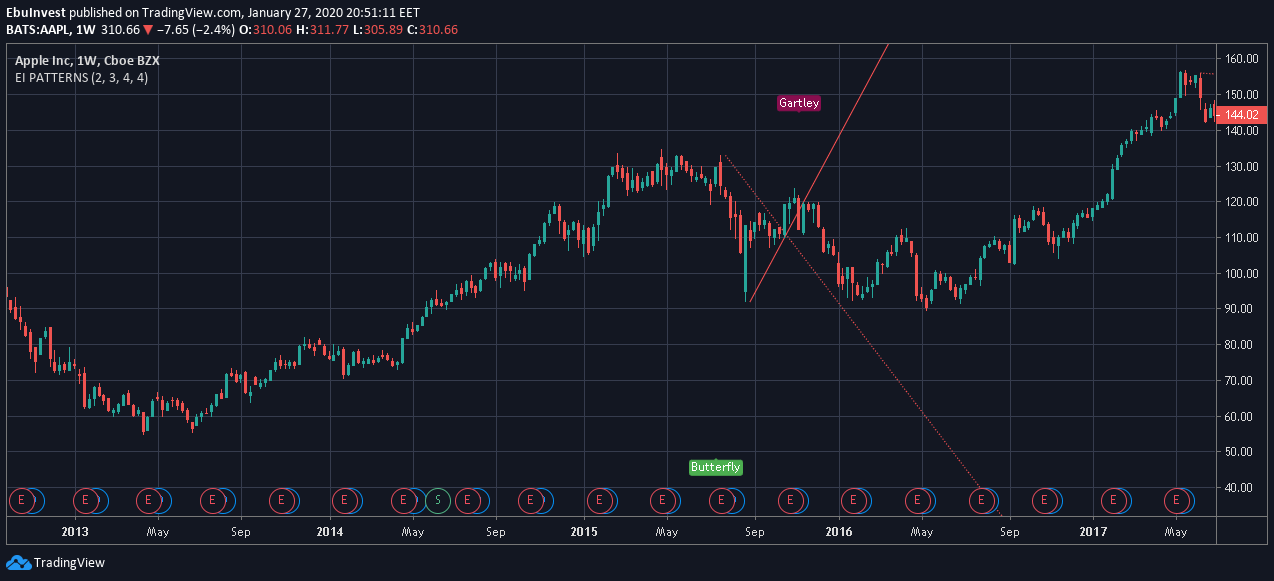 EbuInvest published on TradingView.com, January 27, 2020 20:51:11 EET
BATS:AAPL, 1W 310.66 ▼ −7.65 (−2.4%) O:310.06 H:311.77 L:305.89 C:310.66
Apple Inc, 1W, Cboe BZX
EI PATTERNS (2, 3, 4, 4)
160.00
150.00
144.02
140.00
130.00
120.00
110.00
100.00
90.00
80.00
70.00
60.00
50.00
40.00
Gartley
Butterfly
E E E E E E E S E E E E E E E E E E E E
2013 May Sep 2014 May Sep 2015 May Sep 2016 May Sep 2017 May
TradingView